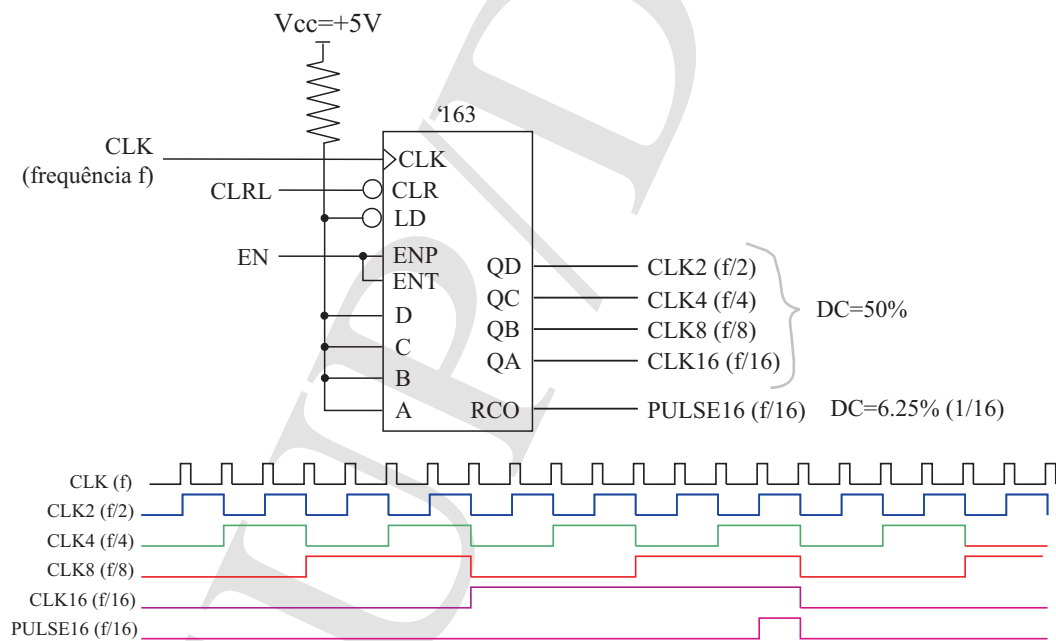 Vcc=+5V
'163
CLK
(frequência f)
CLK
CLRL
CLR
LD
EN
ENP
ENT
D
C
B
A
QD
QC
QB
QA
RCO
CLK2 (f/2)
CLK4 (f/4)
CLK8 (f/8)
CLK16 (f/16)
PULSE16 (f/16)
DC=50%
DC=6.25% (1/16)
CLK (f)
CLK2 (f/2)
CLK4 (f/4)
CLK8 (f/8)
CLK16 (f/16)
PULSE16 (f/16)
UP/D